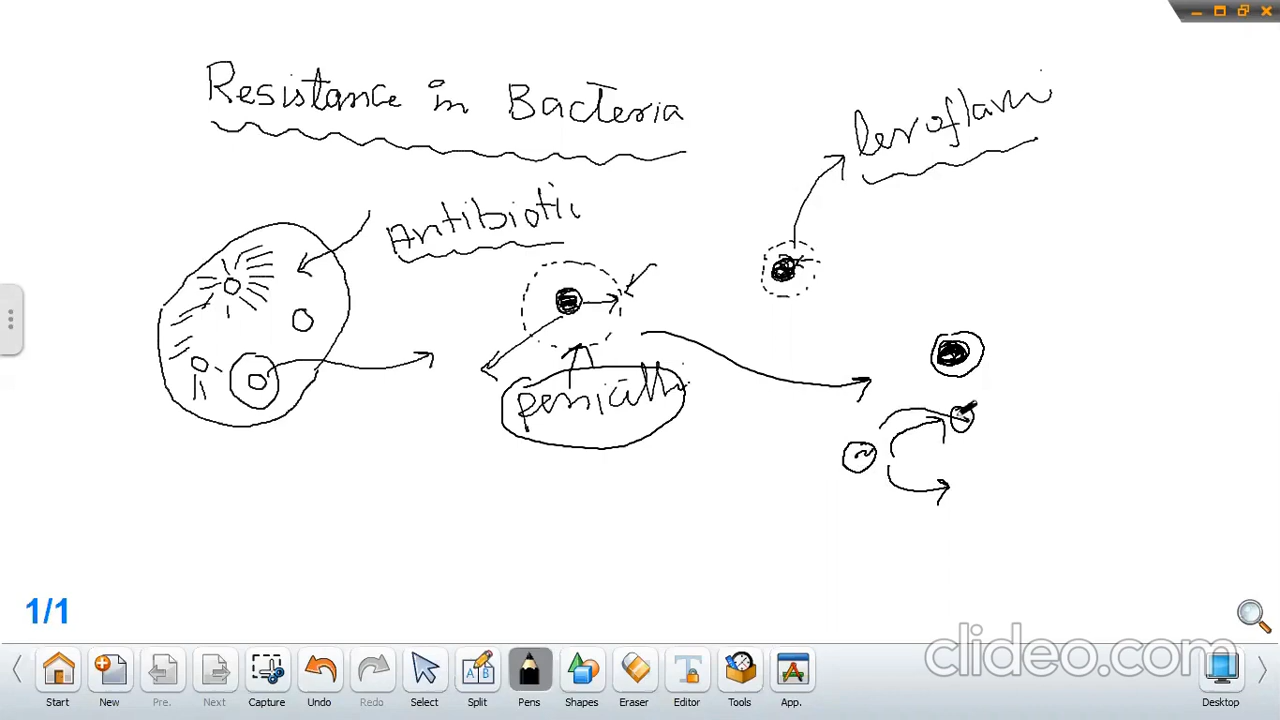 Resistance in Bacteria
Antibiotic
1/1
Start
New
Pre.
Next
Capture
Undo
Redo
Select
Split
Pens
Shapes
Eraser
Editor
Tools
App.
Desktop
A B
T
clideo.com